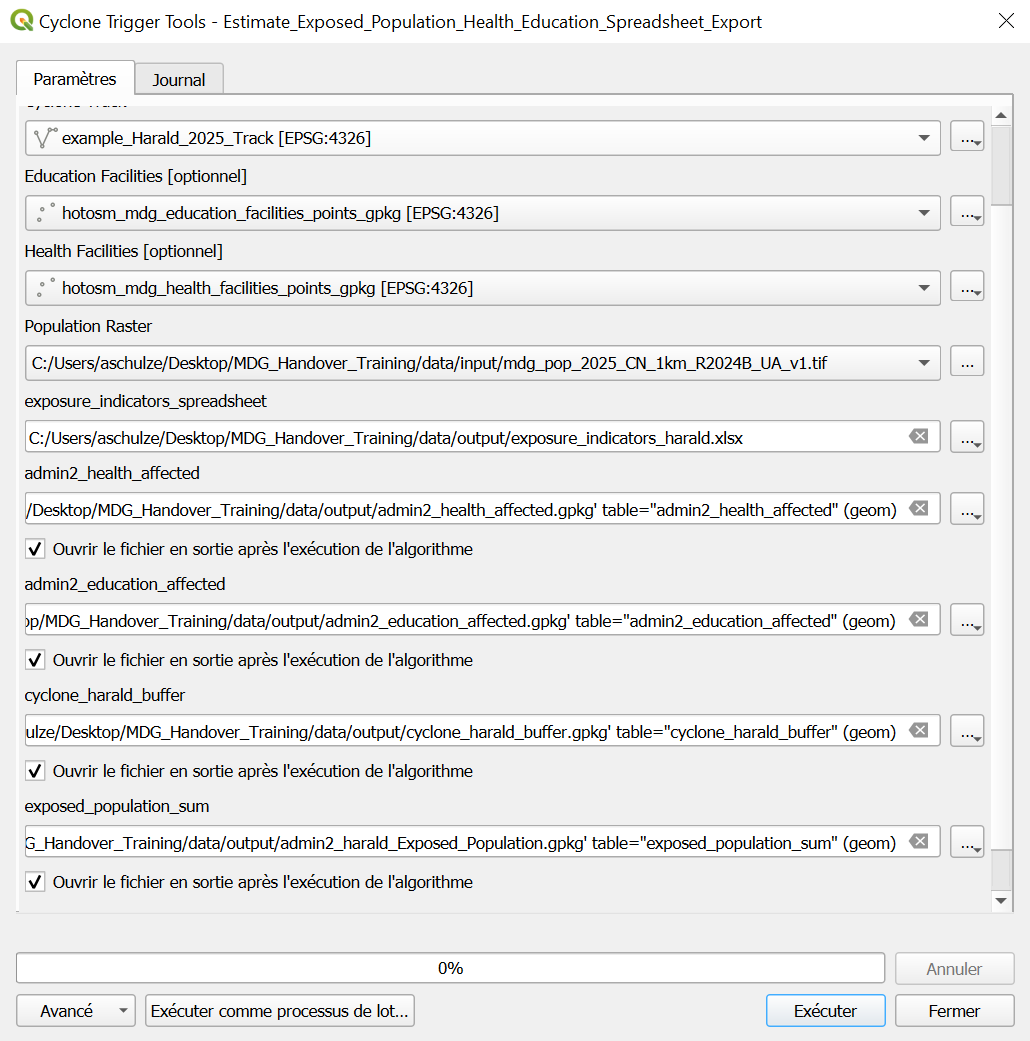 Cyclone Trigger Tools - Estimate_Exposed_Population_Health_Education_Spreadsheet_Export
Paramètres
Journal
Cyclone Track
example_Harald_2025_Track [EPSG:4326]
...
Education Facilities [optionnel]
hotosm_mdg_education_facilities_points_gpkg [EPSG:4326]
...
Health Facilities [optionnel]
hotosm_mdg_health_facilities_points_gpkg [EPSG:4326]
...
Population Raster
C:/Users/aschulze/Desktop/MDG_Handover_Training/data/input/mdg_pop_2025_CN_1km_R2024B_UA_v1.tif
...
exposure_indicators_spreadsheet
C:/Users/aschulze/Desktop/MDG_Handover_Training/data/output/exposure_indicators_harald.xlsx
...
admin2_health_affected
/Desktop/MDG_Handover_Training/data/output/admin2_health_affected.gpkg' table="admin2_health_affected" (geom)
...
Ouvrir le fichier en sortie après l'exécution de l'algorithme
admin2_education_affected
op/MDG_Handover_Training/data/output/admin2_education_affected.gpkg' table="admin2_education_affected" (geom)
...
Ouvrir le fichier en sortie après l'exécution de l'algorithme
cyclone_harald_buffer
ulze/Desktop/MDG_Handover_Training/data/output/cyclone_harald_buffer.gpkg' table="cyclone_harald_buffer" (geom)
...
Ouvrir le fichier en sortie après l'exécution de l'algorithme
exposed_population_sum
G_Handover_Training/data/output/admin2_harald_Exposed_Population.gpkg' table="exposed_population_sum" (geom)
...
Ouvrir le fichier en sortie après l'exécution de l'algorithme
0%
Annuler
Avancé
Exécuter comme processus de lot...
Exécuter
Fermer